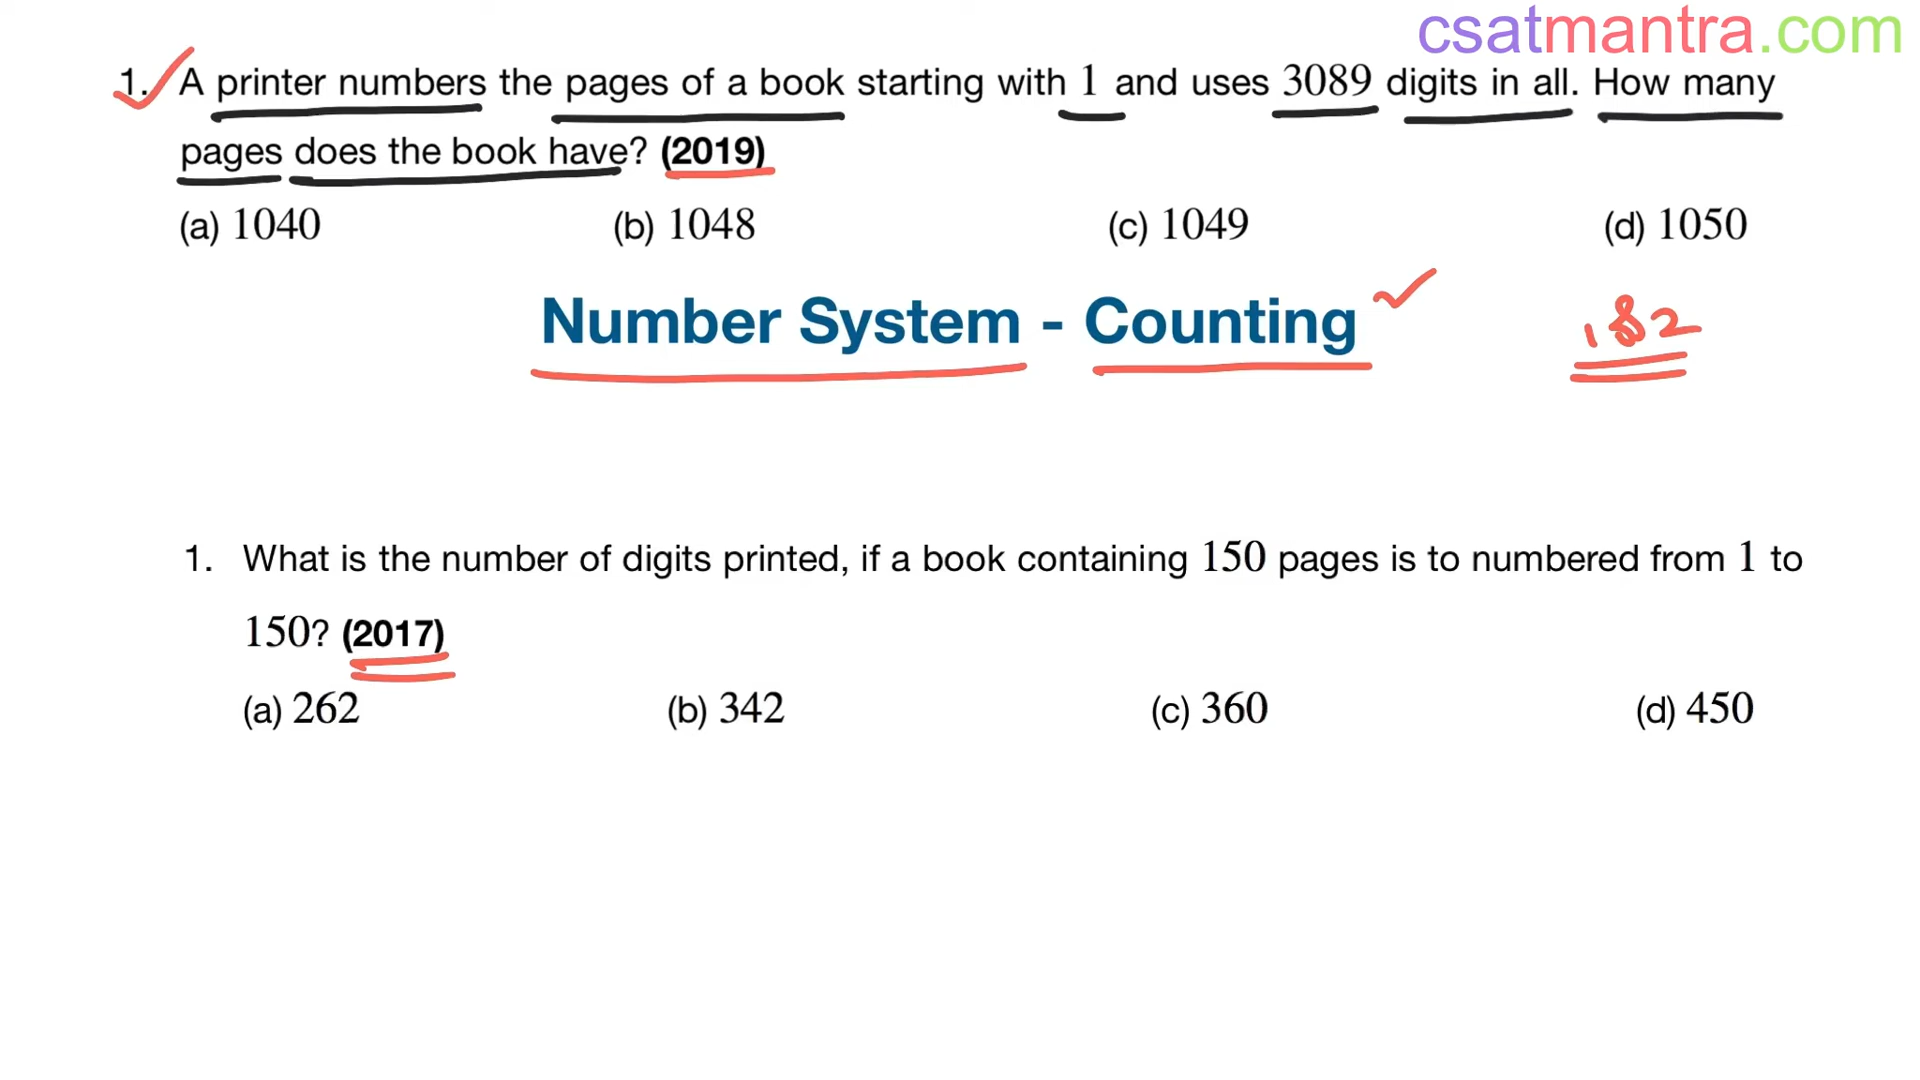 csatmantra.com
1. A printer numbers the pages of a book starting with 1 and uses 3089 digits in all. How many
pages does the book have? (2019)
(a) 1040 (b) 1048 (c) 1049 (d) 1050
Number System - Counting
1 & 2
1. What is the number of digits printed, if a book containing 150 pages is to numbered from 1 to
150? (2017)
(a) 262 (b) 342 (c) 360 (d) 450